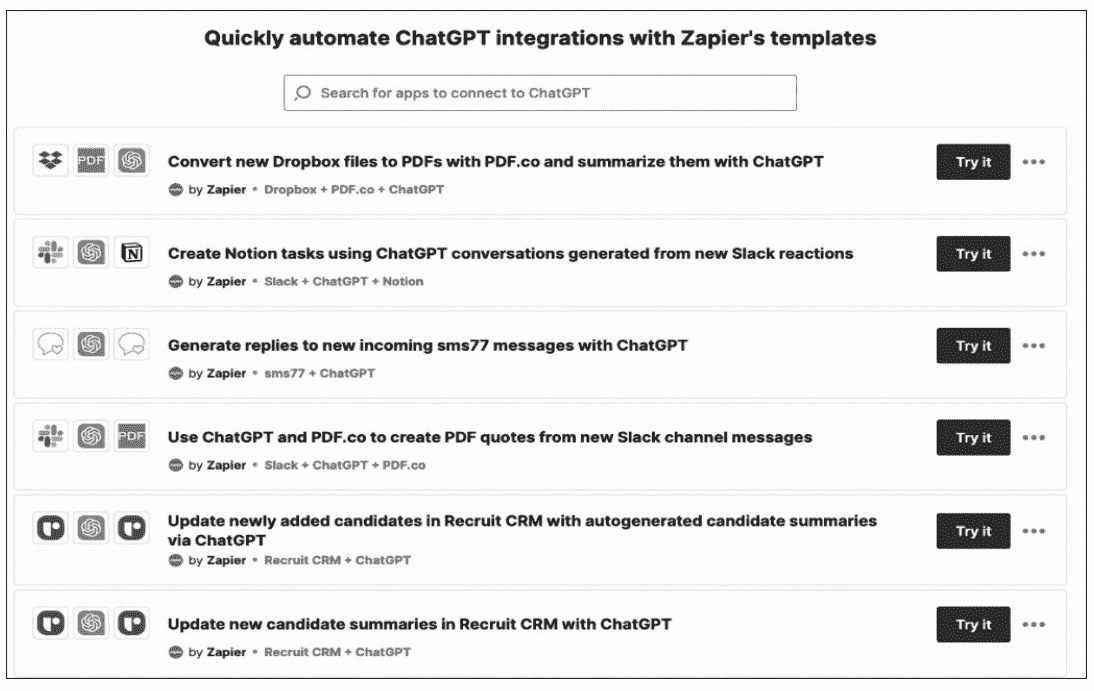 Quickly automate ChatGPT integrations with Zapier's templates
Search for apps to connect to ChatGPT
PDF
Convert new Dropbox files to PDFs with PDF.co and summarize them with ChatGPT
Try it
by Zapier • Dropbox + PDF.co + ChatGPT
N
Create Notion tasks using ChatGPT conversations generated from new Slack reactions
Try it
by Zapier • Slack + ChatGPT + Notion
Generate replies to new incoming sms77 messages with ChatGPT
Try it
by Zapier • sms77 + ChatGPT
PDF
Use ChatGPT and PDF.co to create PDF quotes from new Slack channel messages
Try it
by Zapier • Slack + ChatGPT + PDF.co
Update newly added candidates in Recruit CRM with autogenerated candidate summaries
via ChatGPT
Try it
by Zapier • Recruit CRM + ChatGPT
Update new candidate summaries in Recruit CRM with ChatGPT
Try it
by Zapier • Recruit CRM + ChatGPT